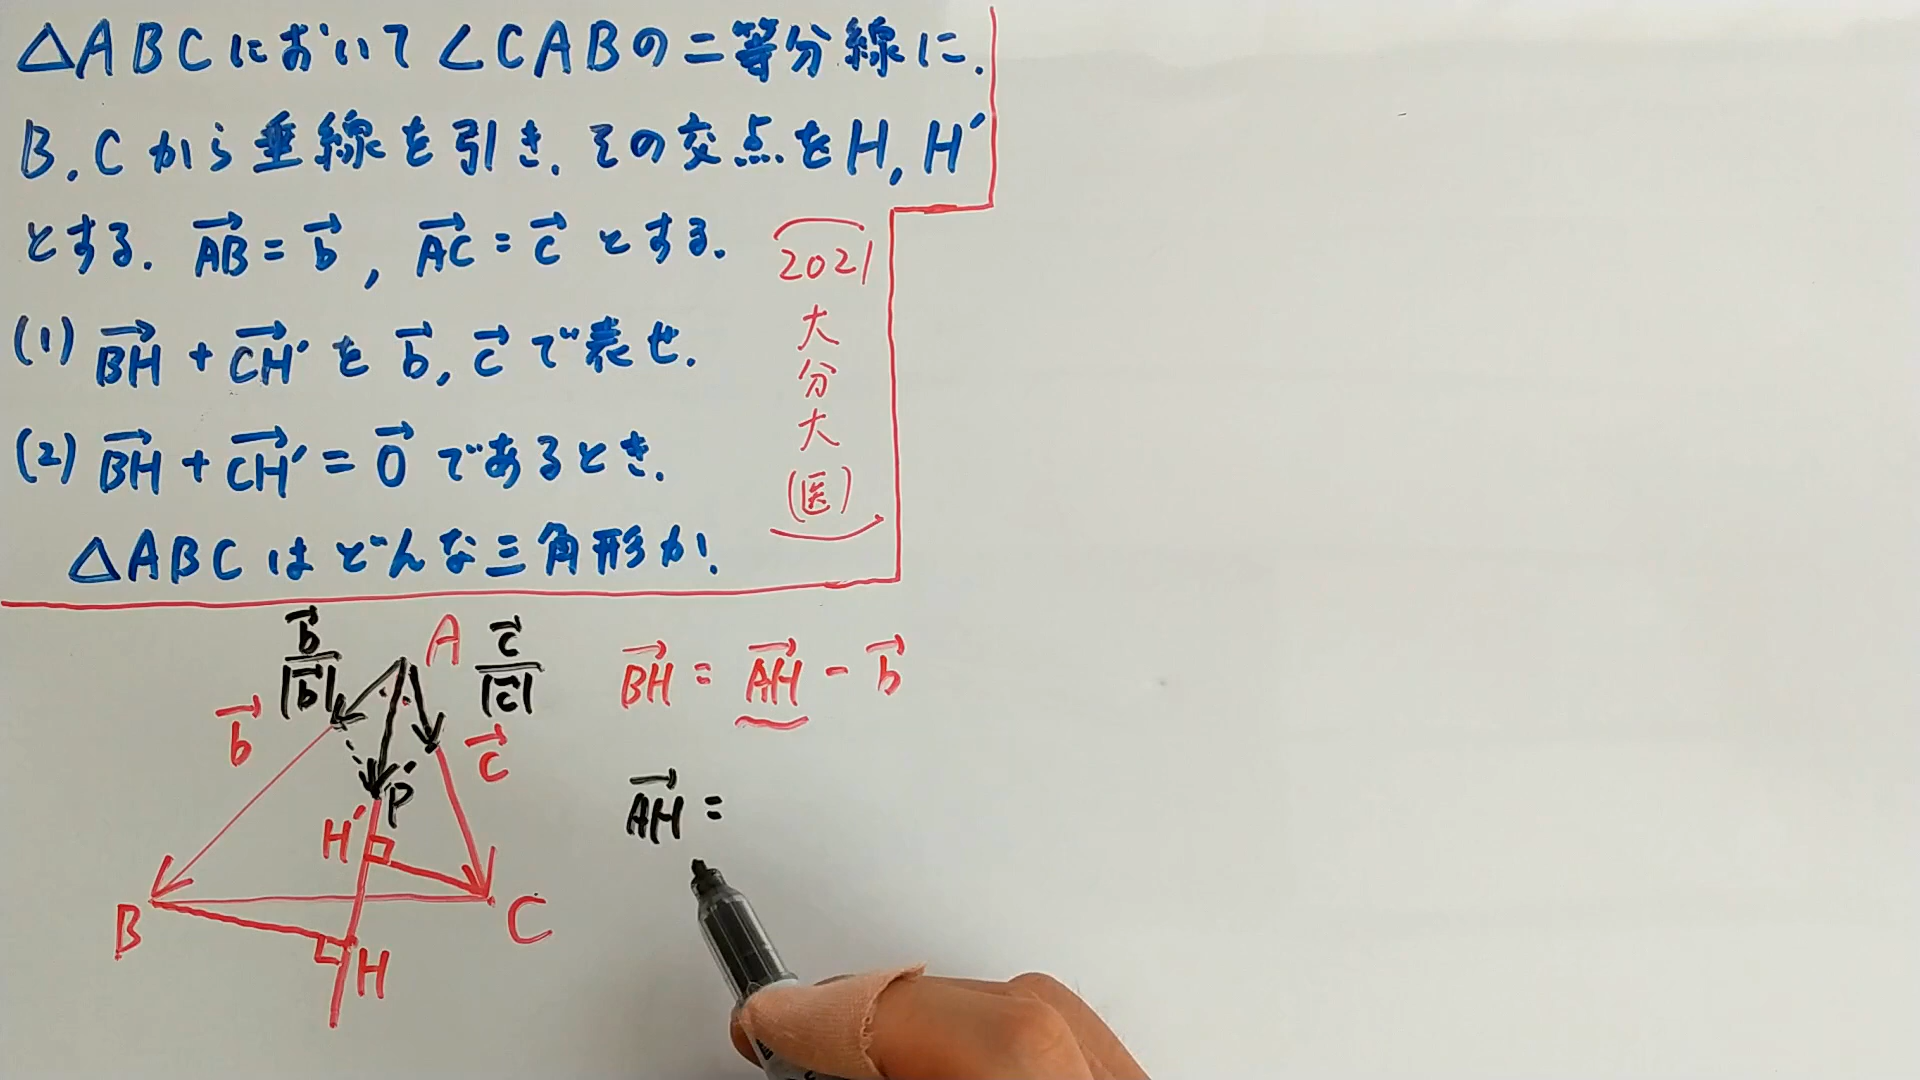 △ABCにおいて∠CABの二等分線に、
B,Cから垂線を引き、その交点をH,H'
とする。 AB→=b→, AC→=c→ とする。
(1) BH→+CH'→を b→, c→ で表せ.
(2) BH→+CH'→=0→ であるとき、
△ABCはどんな三角形か!
2021
大
分
大
(医)
b→/|b→|
A
c→/|c→|
b→
c→
P
H'
B
C
H
BH→ = AH→ - b→
AH→ =